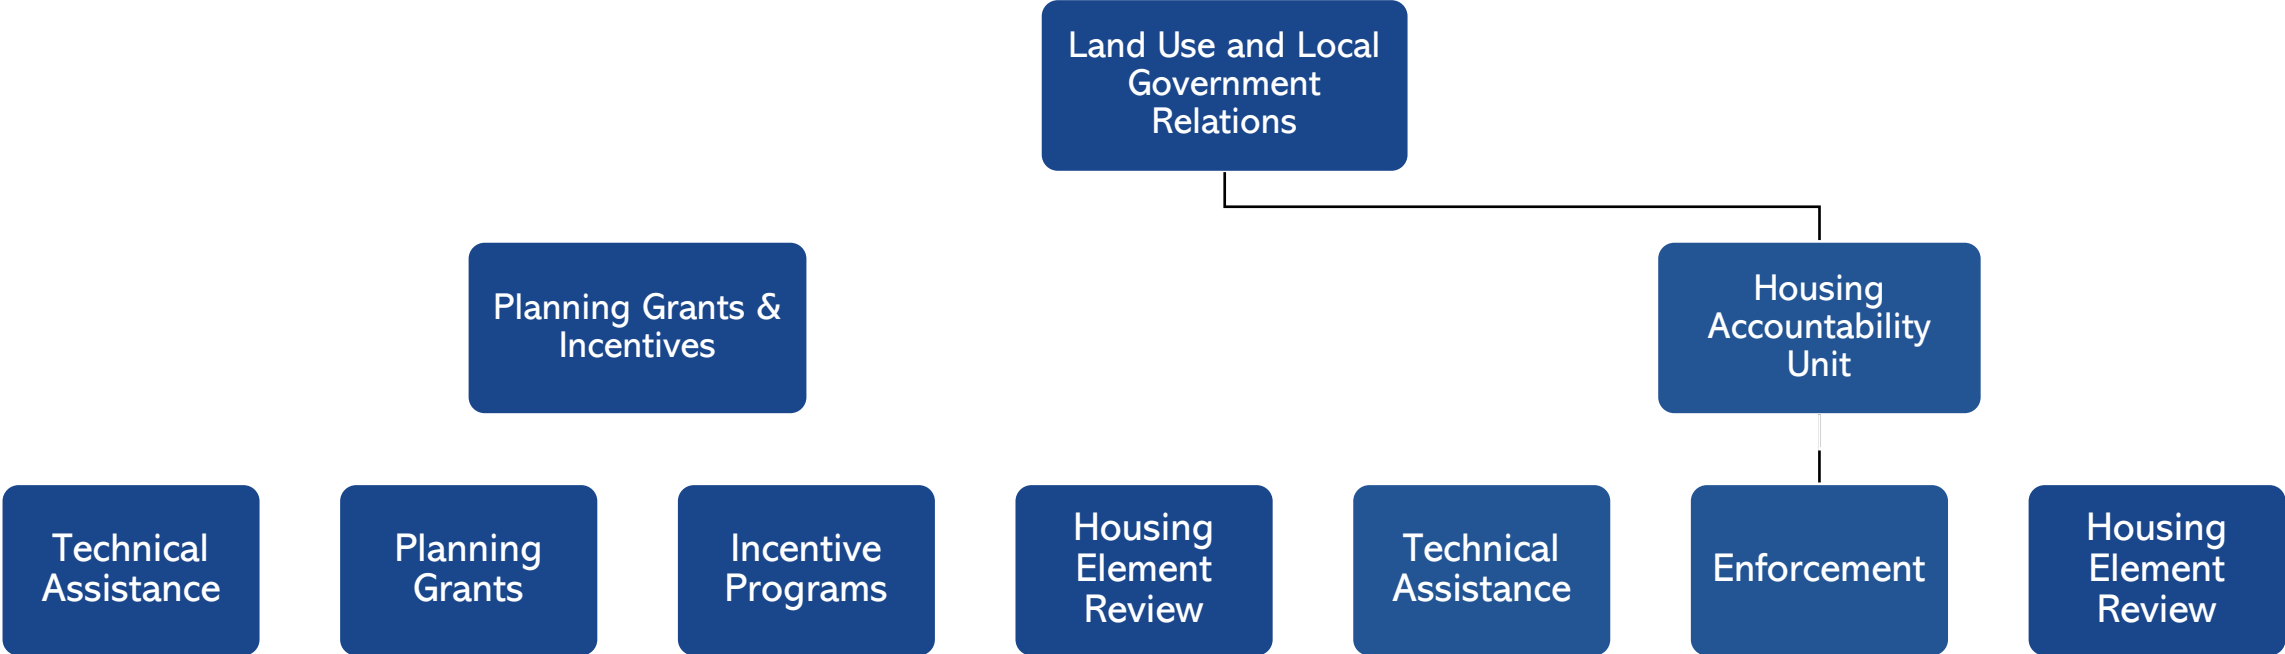 Land Use and Local
Government
Relations
Planning Grants &
Incentives
Housing
Accountability
Unit
Technical
Assistance
Planning
Grants
Incentive
Programs
Housing
Element
Review
Technical
Assistance
Enforcement
Housing
Element
Review